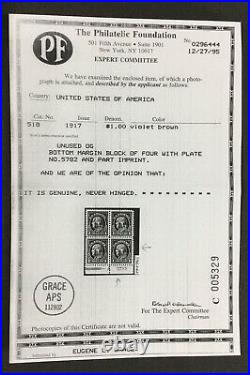 The Philatelic Foundation
501 Fifth Avenue • Suite 1901
New York, NY 10017
EXPERT COMMITTEE
PF
No.
0296444
12/27/95
We have examined the enclosed item, of which a photo-
graph is attached, and described by the applicant as follows:
Country: UNITED STATES OF AMERICA
Cat. No. Issue Denom. Color
518 1917 $1.00 violet brown
UNUSED OG
BOTTOM MARGIN BLOCK OF FOUR WITH PLATE
NO.5782 AND PART IMPRINT.
AND WE ARE OF THE OPINION THAT:
IT IS GENUINE, NEVER HINGED.
GRACE
APS
112802
C 005329
For The Expert Committee
Chairman
Photocopies of this Certificate are not valid.
EUGENE C. GRACE